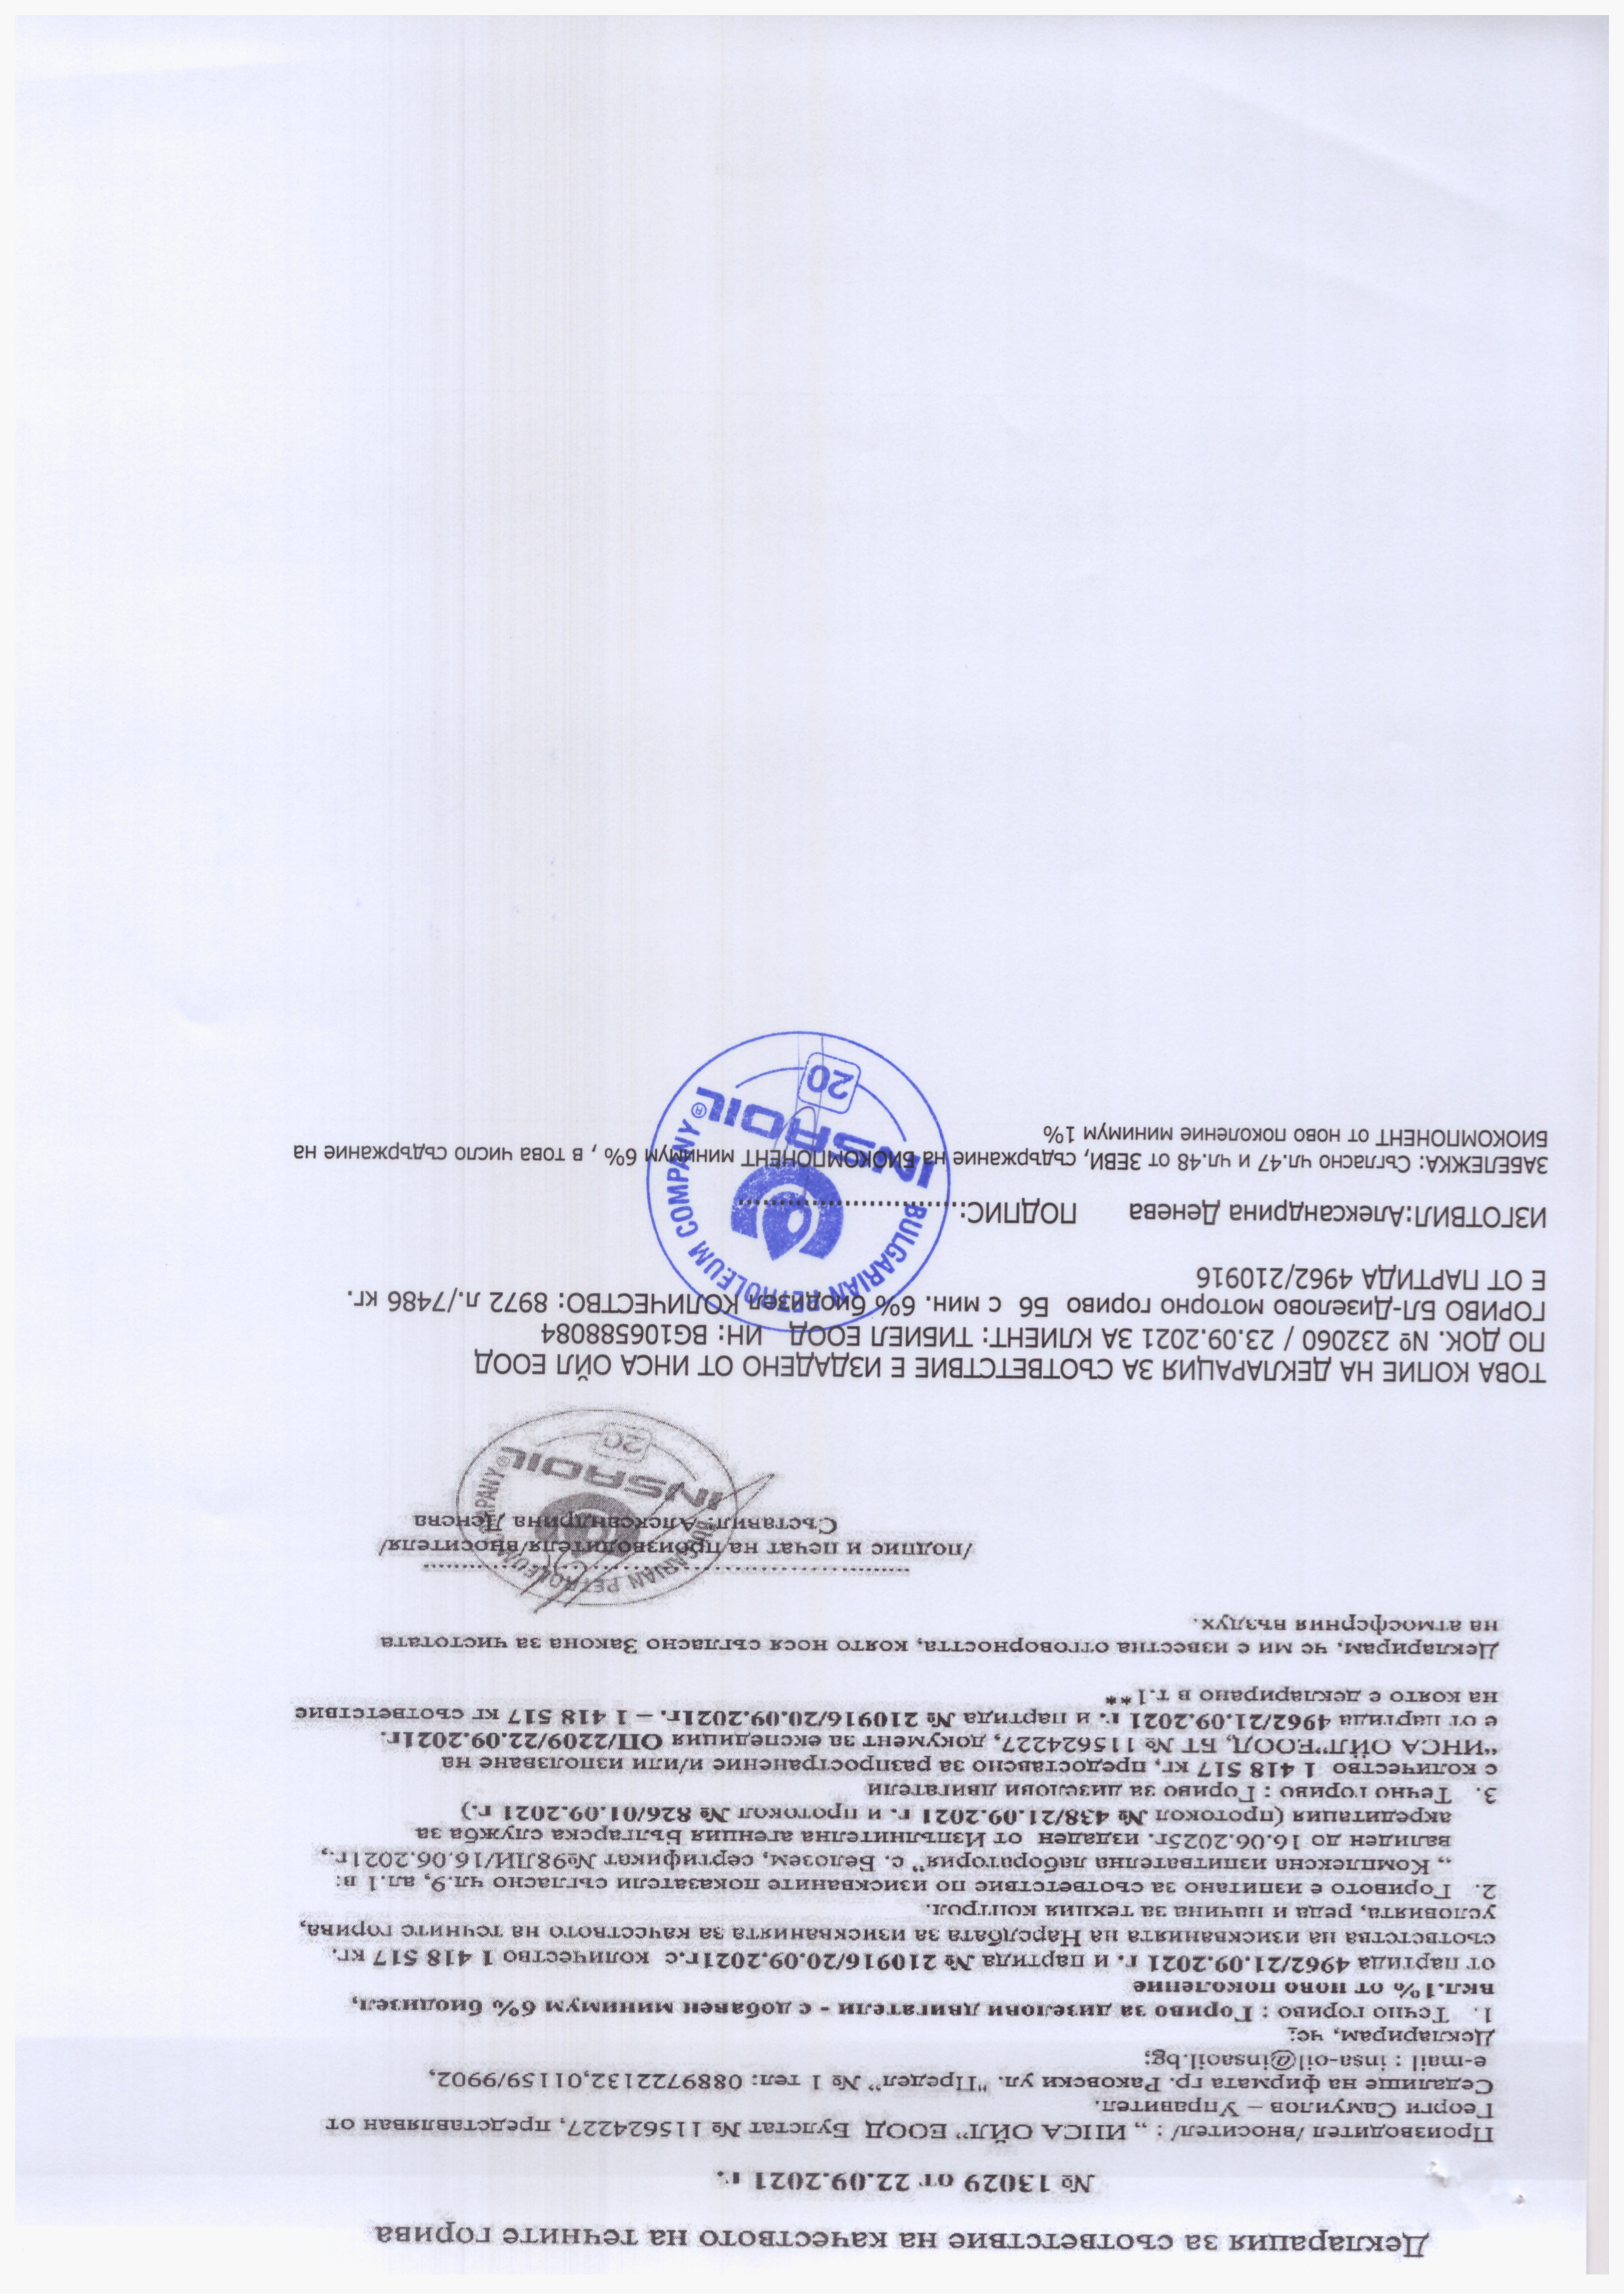 Декларация за съответствие на качеството на течните горива
№ 13029 от 22.09.2021 г.
Производител /вносител/ : „ ИНСА ОЙЛ“ ЕООД Булстат № 115624227, представляван от
Георги Самуилов – Управител.
Седалище на фирмата гр. Раковски ул. "Предел" № 1 тел: 0889722132,01159/9902,
e-mail : insa-oil@insaoil.bg;
Декларирам, че:
1. Течно гориво : Гориво за дизелови двигатели - с добавен минимум 6% биодизел,
вкл.1% от ново поколение
от партида 4962/21.09.2021 г. и партида № 210916/20.09.2021г.с количество 1 418 517 кг.
съответства на изискванията на Наредбата за изискванията за качеството на течните горива,
условията, реда и начина за техния контрол.
2. Горивото е изпитано за съответствие по изискваните показатели съгласно чл.9, ал.1 в:
„ Комплексна изпитвателна лаборатория" с. Белозем, сертификат №98ЛИ/16.06.2021г.,
валиден до 16.06.2025г. издаден от Изпълнителна агенция Българска служба за
акредитация (протокол № 438/21.09.2021 г. и протокол № 826/01.09.2021 г.)
3. Течно гориво : Гориво за дизелови двигатели
с количество 1 418 517 кг, предоставено за разпространение и/или използване на
"ИНСА ОЙЛ"ЕООД, БТ № 115624227, документ за експедиция ОП/2209/22.09.2021г.
е от партида 4962/21.09.2021 г. и партида № 210916/20.09.2021г. – 1 418 517 кг съответствие
на която е декларирано в т.1**
Декларирам, че ми е известна отговорността, която нося съгласно Закона за чистотата
на атмосферния въздух.
/подпис и печат на производителя/вносителя/
Съставил: Александрина Денева
BULGARIAN PETROLEUM COMPANY
INSAOIL®
20
ТОВА КОПИЕ НА ДЕКЛАРАЦИЯ ЗА СЪОТВЕТСТВИЕ Е ИЗДАДЕНО ОТ ИНСА ОЙЛ ЕООД
ПО ДОК. № 232060 / 23.09.2021 ЗА КЛИЕНТ: ТИБИЕЛ ЕООД ИН: BG106588084
ГОРИВО БЛ-Дизелово моторно гориво Б6 с мин. 6% биодизел КОЛИЧЕСТВО: 8972 л./7486 кг.
Е ОТ ПАРТИДА 4962/210916
ИЗГОТВИЛ:Александрина Денева ПОДПИС:
ЗАБЕЛЕЖКА: Съгласно чл.47 и чл.48 от ЗЕВИ, съдържание на БИОКОМПОНЕНТ минимум 6% , в това число съдържание на
БИОКОМПОНЕНТ от ново поколение минимум 1%
BULGARIAN PETROLEUM COMPANY
INSAOIL®
20